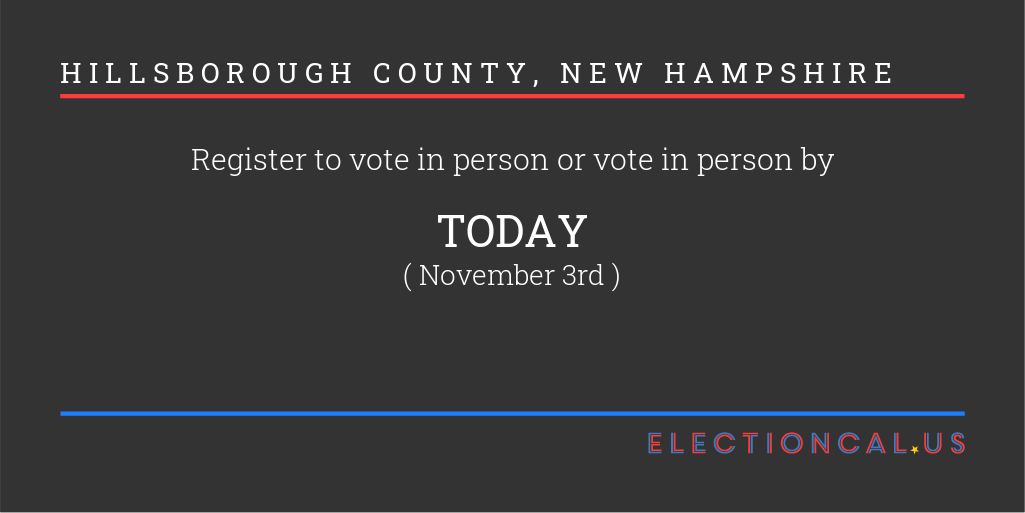 HILLSBOROUGH COUNTY, NEW HAMPSHIRE
Register to vote in person or vote in person by
TODAY
( November 3rd )
ELECTIONCAL.US